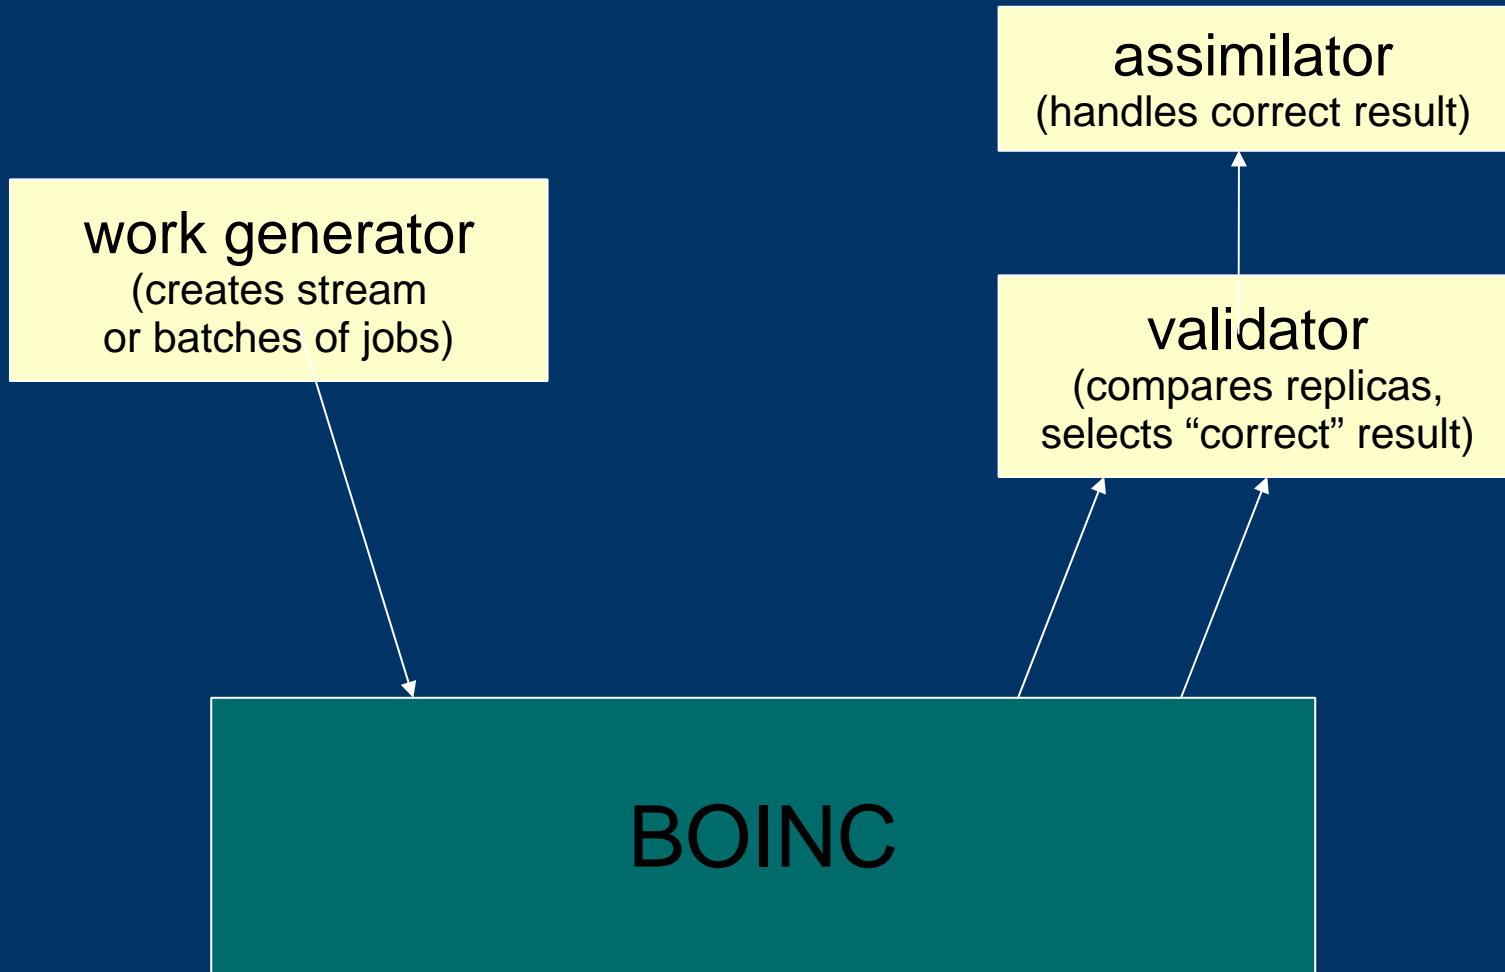 assimilator
(handles correct result)
work generator
(creates stream
or batches of jobs)
validator
(compares replicas,
selects “correct” result)
BOINC